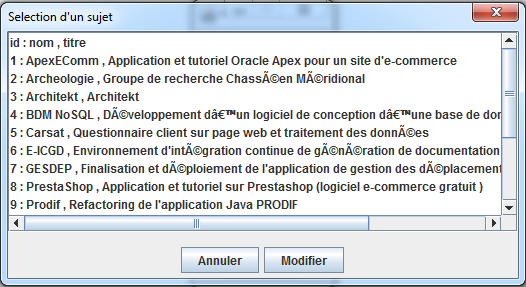 Selection d'un sujet
id : nom , titre
1 : ApexEComm , Application et tutoriel Oracle Apex pour un site d'e-commerce
2 : Archeologie , Groupe de recherche ChassÃ©en MÃ©ridional
3 : Architekt , Architekt
4 : BDM NoSQL , DÃ©veloppement dâ€™un logiciel de conception dâ€™une base de don
5 : Carsat , Questionnaire client sur page web et traitement des donnÃ©es
6 : E-ICGD , Environnement d'intÃ©gration continue de gÃ©nÃ©ration de documentation
7 : GESDEP , Finalisation et dÃ©ploiement de l'application de gestion des dÃ©placement
8 : PrestaShop , Application et tutoriel sur Prestashop (logiciel e-commerce gratuit )
9 : Prodif , Refactoring de l'application Java PRODIF
Annuler Modifier